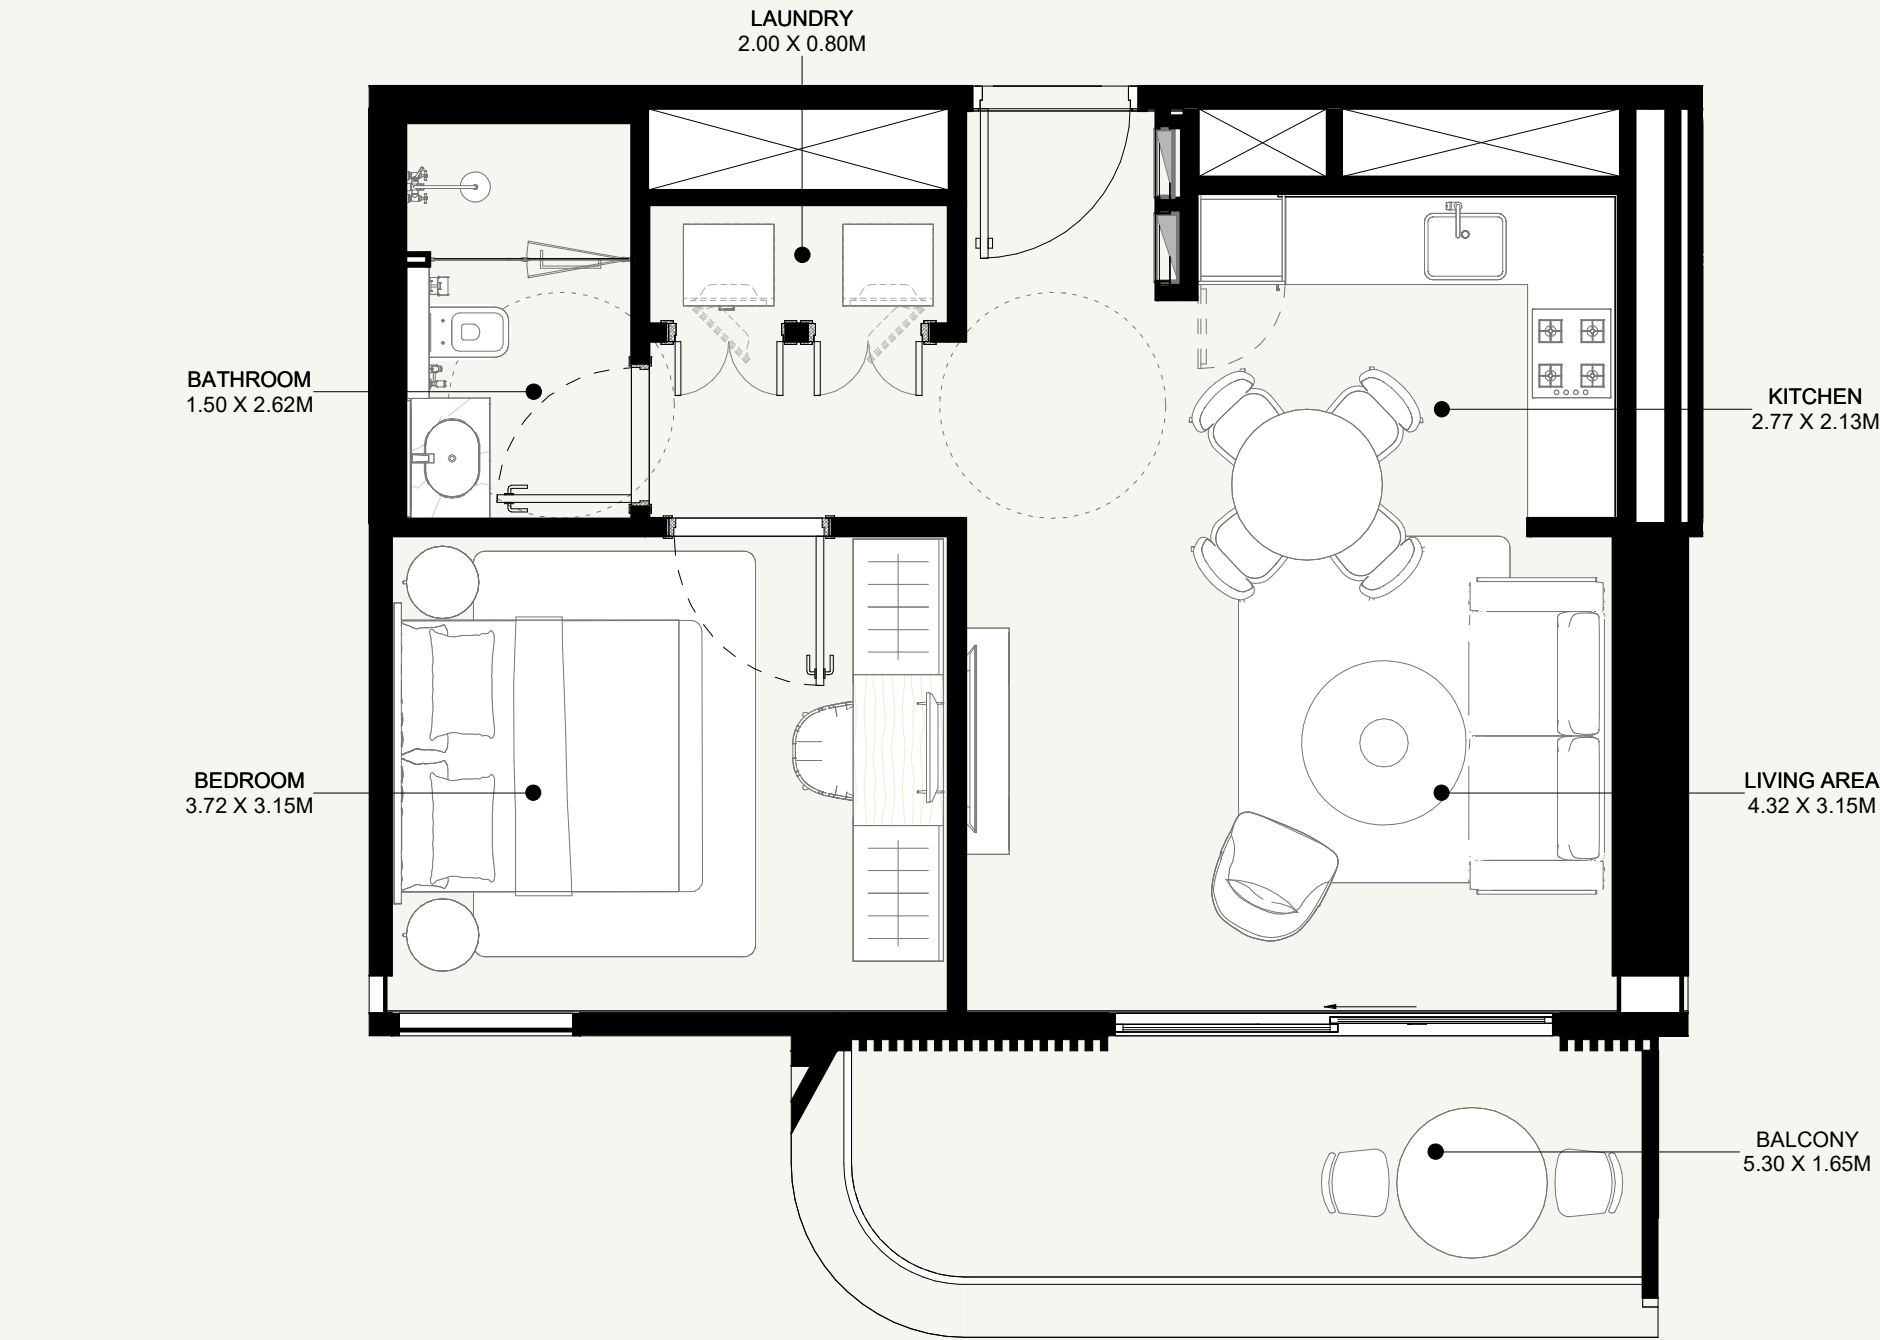 LAUNDRY
2.00 X 0.80M
BATHROOM
1.50 X 2.62M
KITCHEN
2.77 X 2.13M
BEDROOM
3.72 X 3.15M
LIVING AREA
4.32 X 3.15M
BALCONY
5.30 X 1.65M